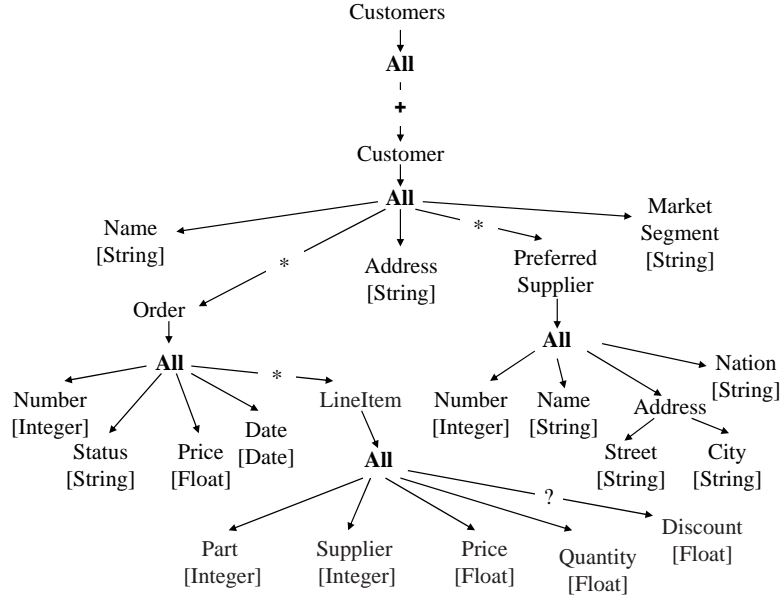 Customers
All
+
Customer
All
Name
[String]
*
Address
[String]
*
Preferred
Supplier
Market
Segment
[String]
Order
All
Number
[Integer]
Status
[String]
Price
[Float]
Date
[Date]
*
LineItem
All
Number
[Integer]
Name
[String]
Address
Street
[String]
City
[String]
Nation
[String]
All
Part
[Integer]
Supplier
[Integer]
Price
[Float]
Quantity
[Float]
?
Discount
[Float]